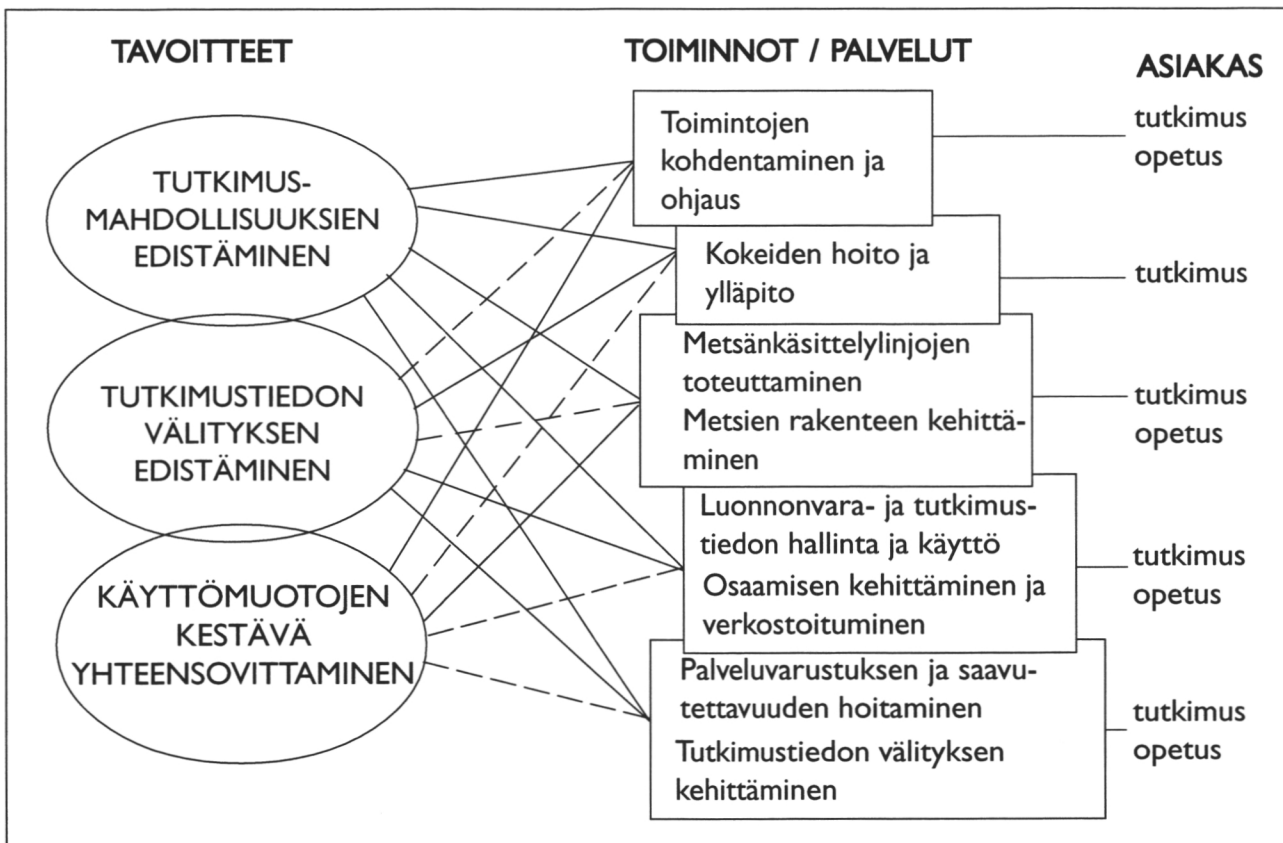 TAVOITTEET
TOIMINNOT / PALVELUT
ASIAKAS
TUTKIMUS-
MAHDOLLISUUKSIEN
EDISTÄMINEN
TUTKIMUSTIEDON
VÄLITYKSEN
EDISTÄMINEN
KÄYTTÖMUOTOJEN
KESTÄVÄ
YHTEENSOVITTAMINEN
Toimintojen
kohdentaminen ja
ohjaus
tutkimus
opetus
Kokeiden hoito ja
ylläpito
tutkimus
Metsänkäsittelylinjojen
toteuttaminen
Metsien rakenteen kehittä-
minen
tutkimus
opetus
Luonnonvara- ja tutkimus-
tiedon hallinta ja käyttö
Osaamisen kehittäminen ja
verkostoituminen
tutkimus
opetus
Palveluvarustuksen ja saavu-
tettavuuden hoitaminen
Tutkimustiedon välityksen
kehittäminen
tutkimus
opetus